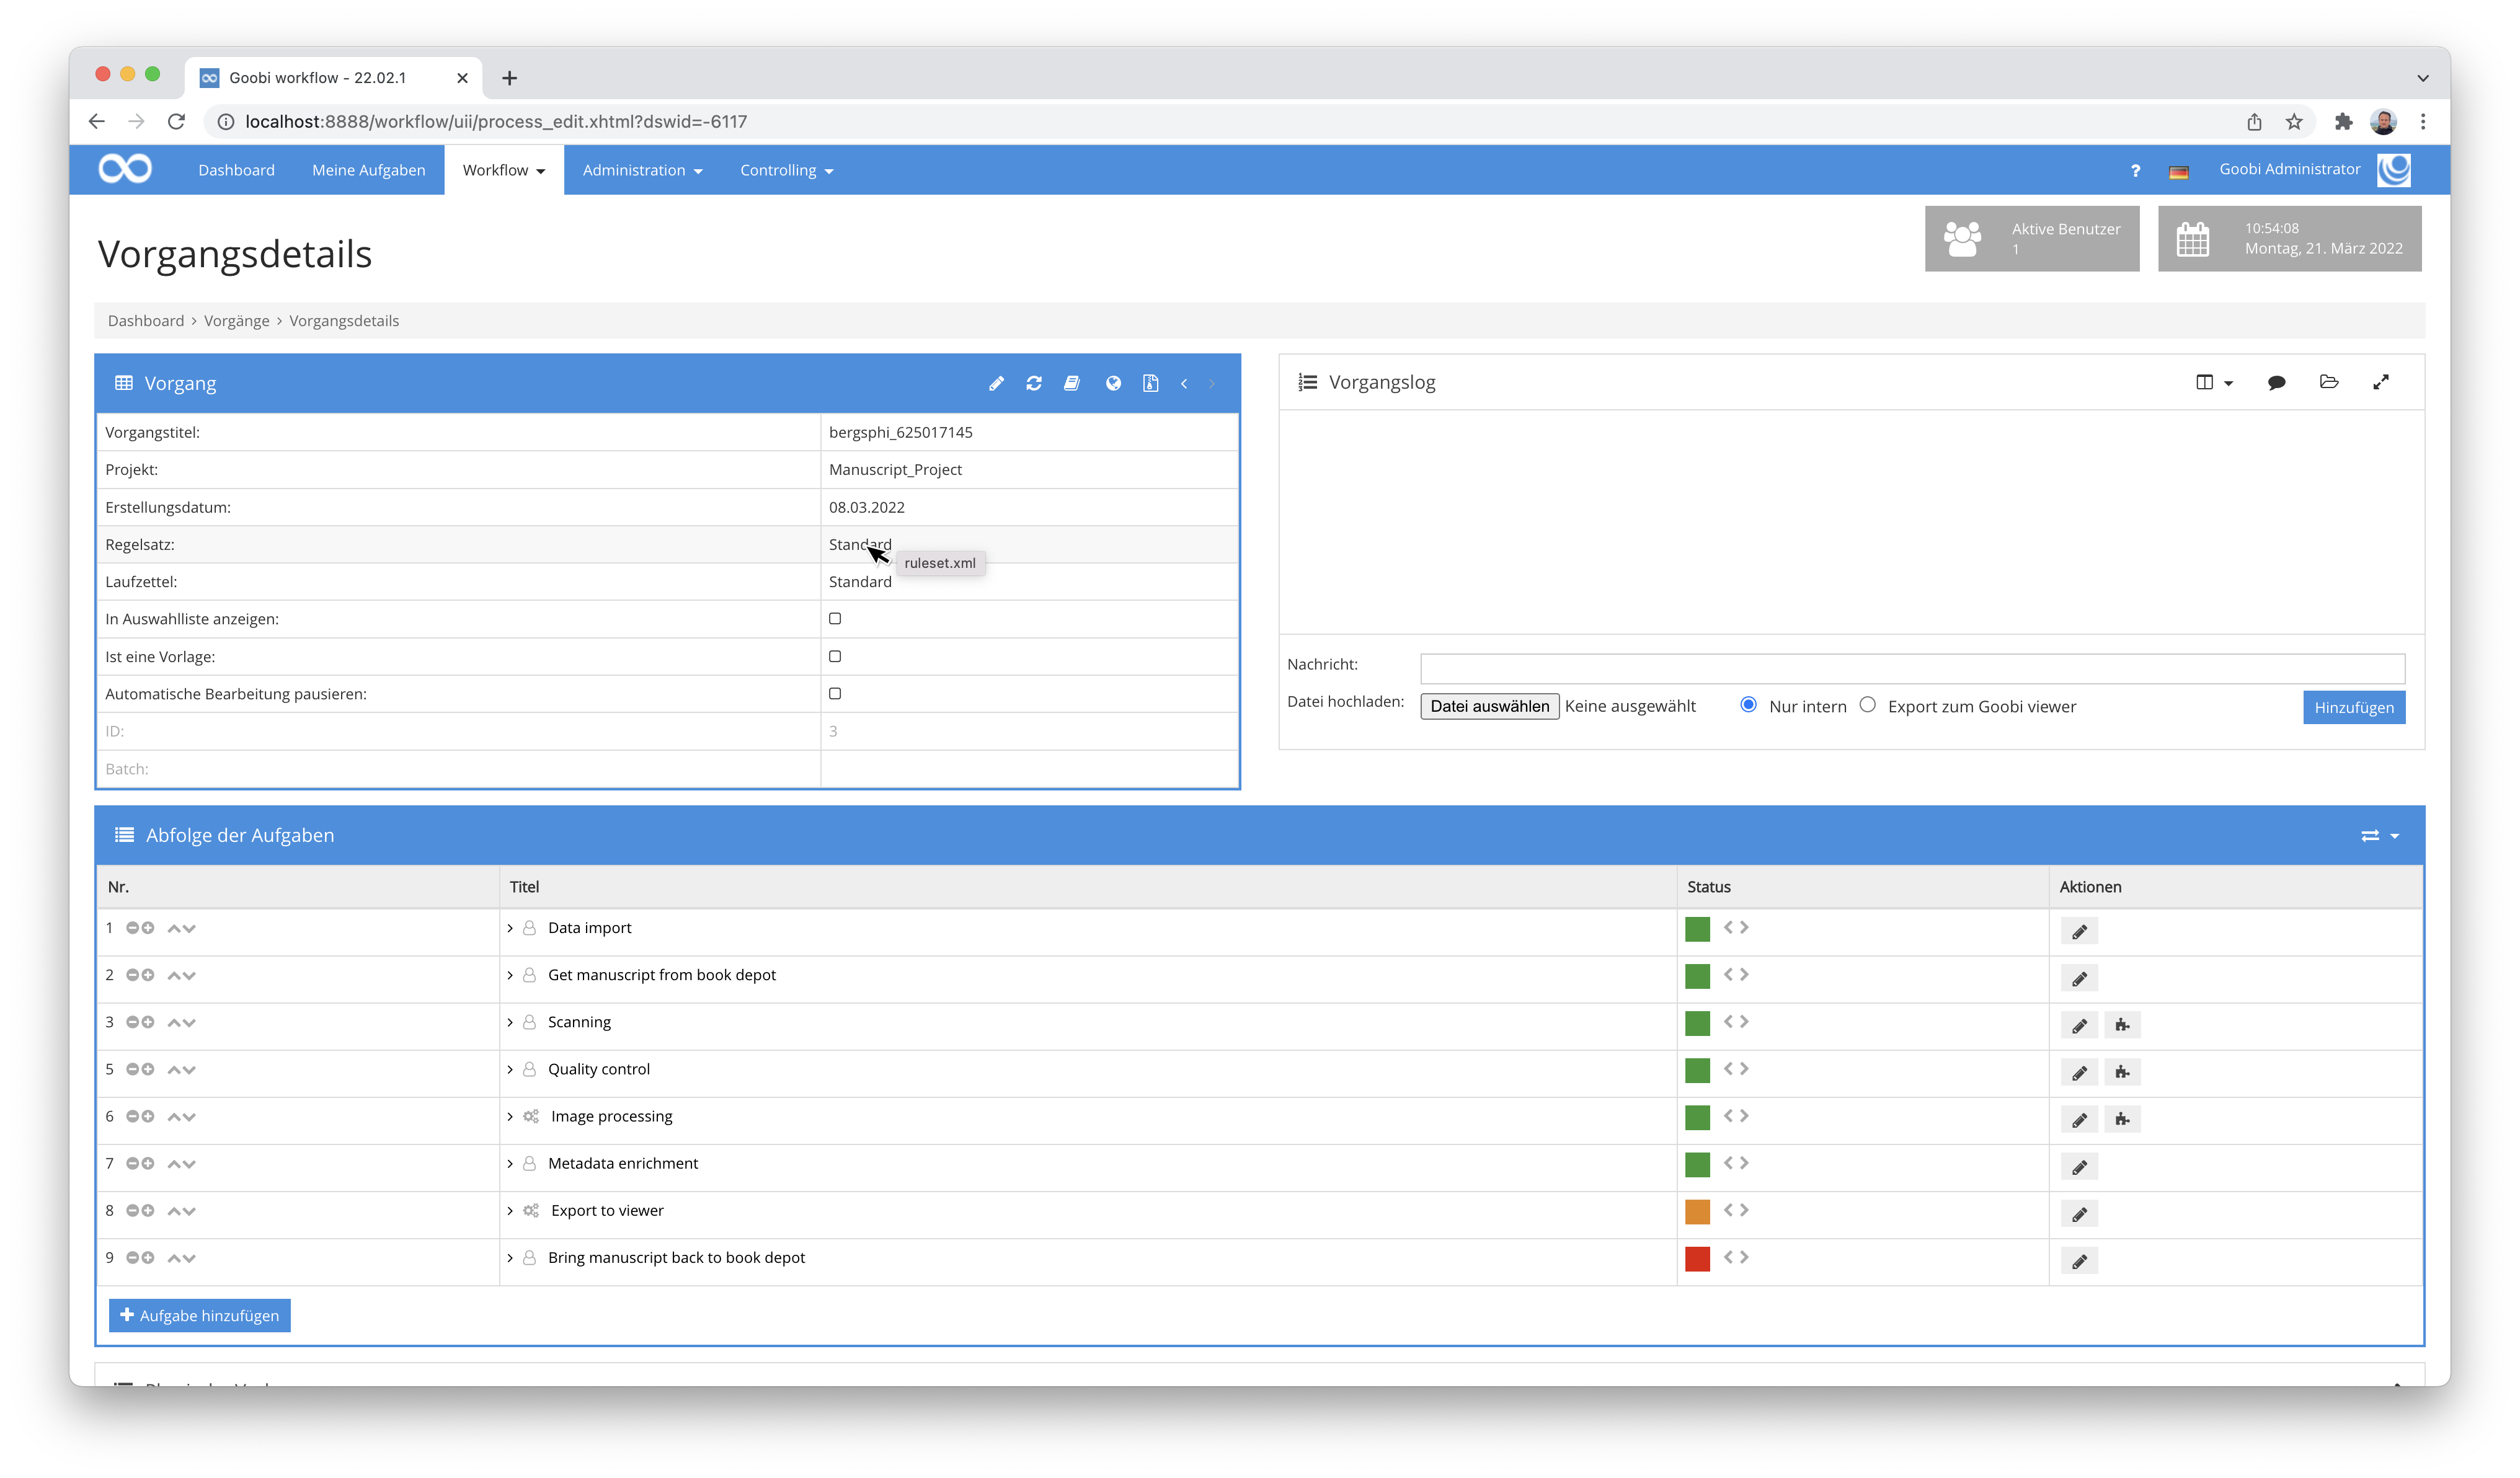 Goobi workflow - 22.02.1
localhost:8888/workflow/uii/process_edit.xhtml?dswid=-6117
Dashboard Meine Aufgaben Workflow Administration Controlling ? Goobi Administrator
Vorgangsdetails
Aktive Benutzer
1
10:54:08
Montag, 21. März 2022
Dashboard › Vorgänge › Vorgangsdetails
Vorgang
Vorgangstitel: bergsphi_625017145
Projekt: Manuscript_Project
Erstellungsdatum: 08.03.2022
Regelsatz: Standard
ruleset.xml
Laufzettel: Standard
In Auswahlliste anzeigen:
Ist eine Vorlage:
Automatische Bearbeitung pausieren:
ID: 3
Batch:
Vorgangslog
Nachricht:
Datei hochladen: Datei auswählen Keine ausgewählt Nur intern Export zum Goobi viewer Hinzufügen
Abfolge der Aufgaben
Nr. Titel Status Aktionen
1 Data import
2 Get manuscript from book depot
3 Scanning
5 Quality control
6 Image processing
7 Metadata enrichment
8 Export to viewer
9 Bring manuscript back to book depot
Aufgabe hinzufügen